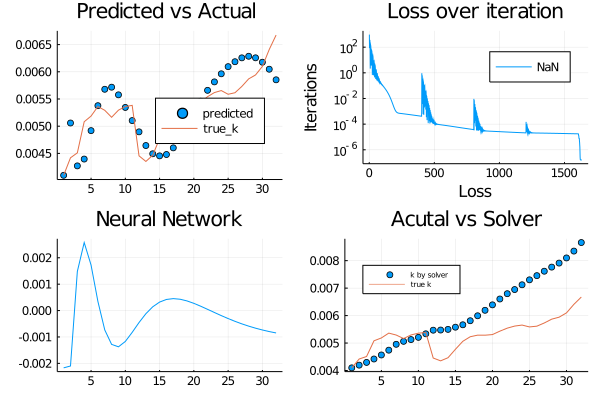 Predicted vs Actual
0.0065
0.0060
0.0055
0.0050
0.0045
predicted
true_k
5 10 15 20 25 30
Loss over iteration
Iterations
10² 
10⁰
10⁻²
10⁻⁴
10⁻⁶
NaN
0 500 1000 1500
Loss
Neural Network
0.002
0.001
0.000
-0.001
-0.002
5 10 15 20 25 30
Acutal vs Solver
0.008
0.007
0.006
0.005
0.004
k by solver
true k
5 10 15 20 25 30